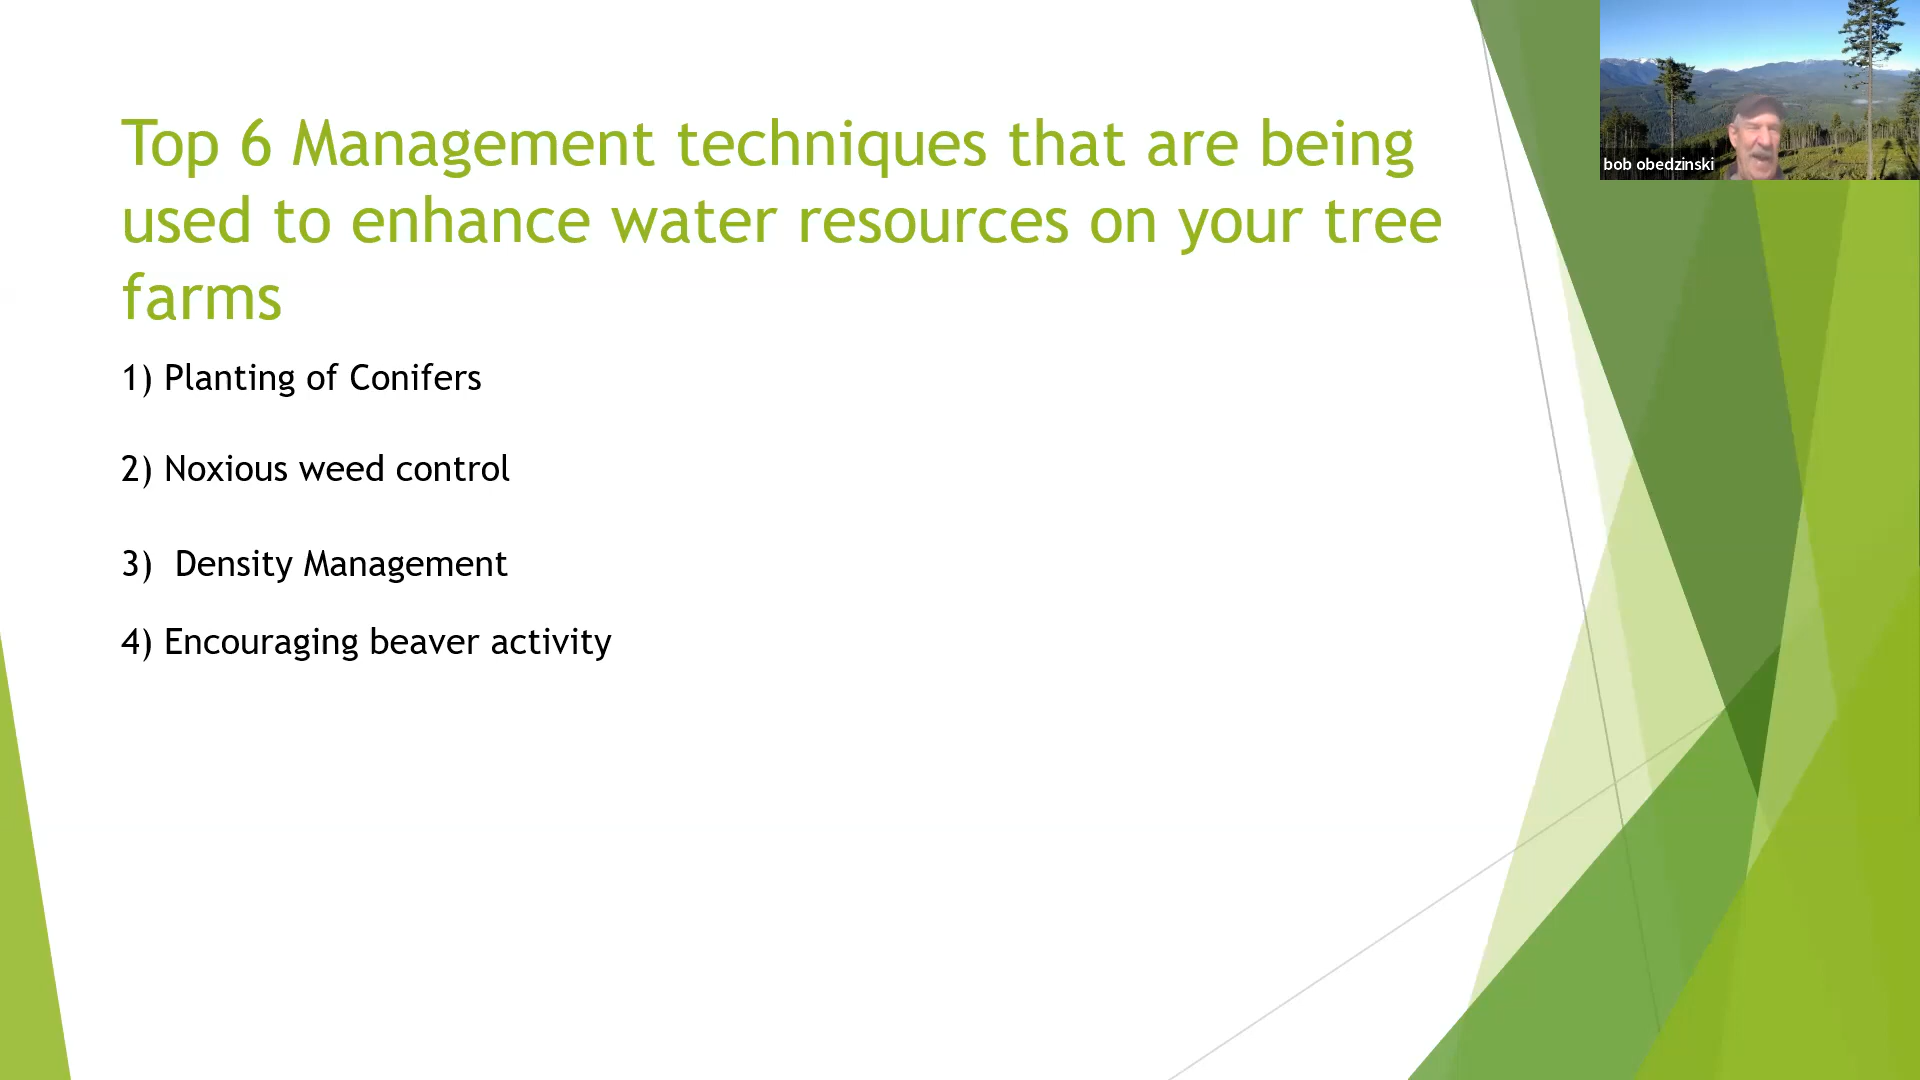 Top 6 Management techniques that are being
used to enhance water resources on your tree
farms
1) Planting of Conifers
2) Noxious weed control
3)  Density Management
4) Encouraging beaver activity
bob obedzinski